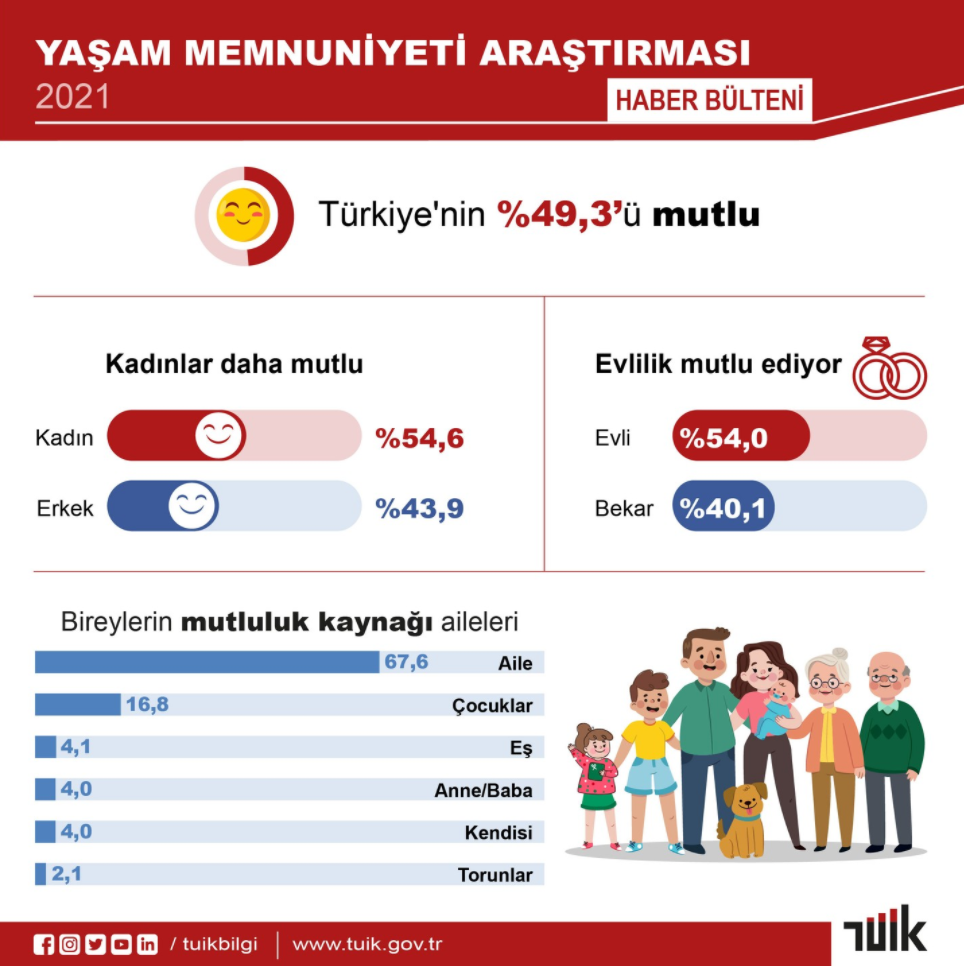 YAŞAM MEMNUNİYETİ ARAŞTIRMASI
2021
HABER BÜLTENİ
Türkiye'nin %49,3’ü mutlu
Kadınlar daha mutlu
Kadın %54,6
Erkek %43,9
Evlilik mutlu ediyor
Evli %54,0
Bekar %40,1
Bireylerin mutluluk kaynağı aileleri
67,6 Aile
16,8 Çocuklar
4,1 Eş
4,0 Anne/Baba
4,0 Kendisi
2,1 Torunlar
/ tuikbilgi | www.tuik.gov.tr
TÜİK